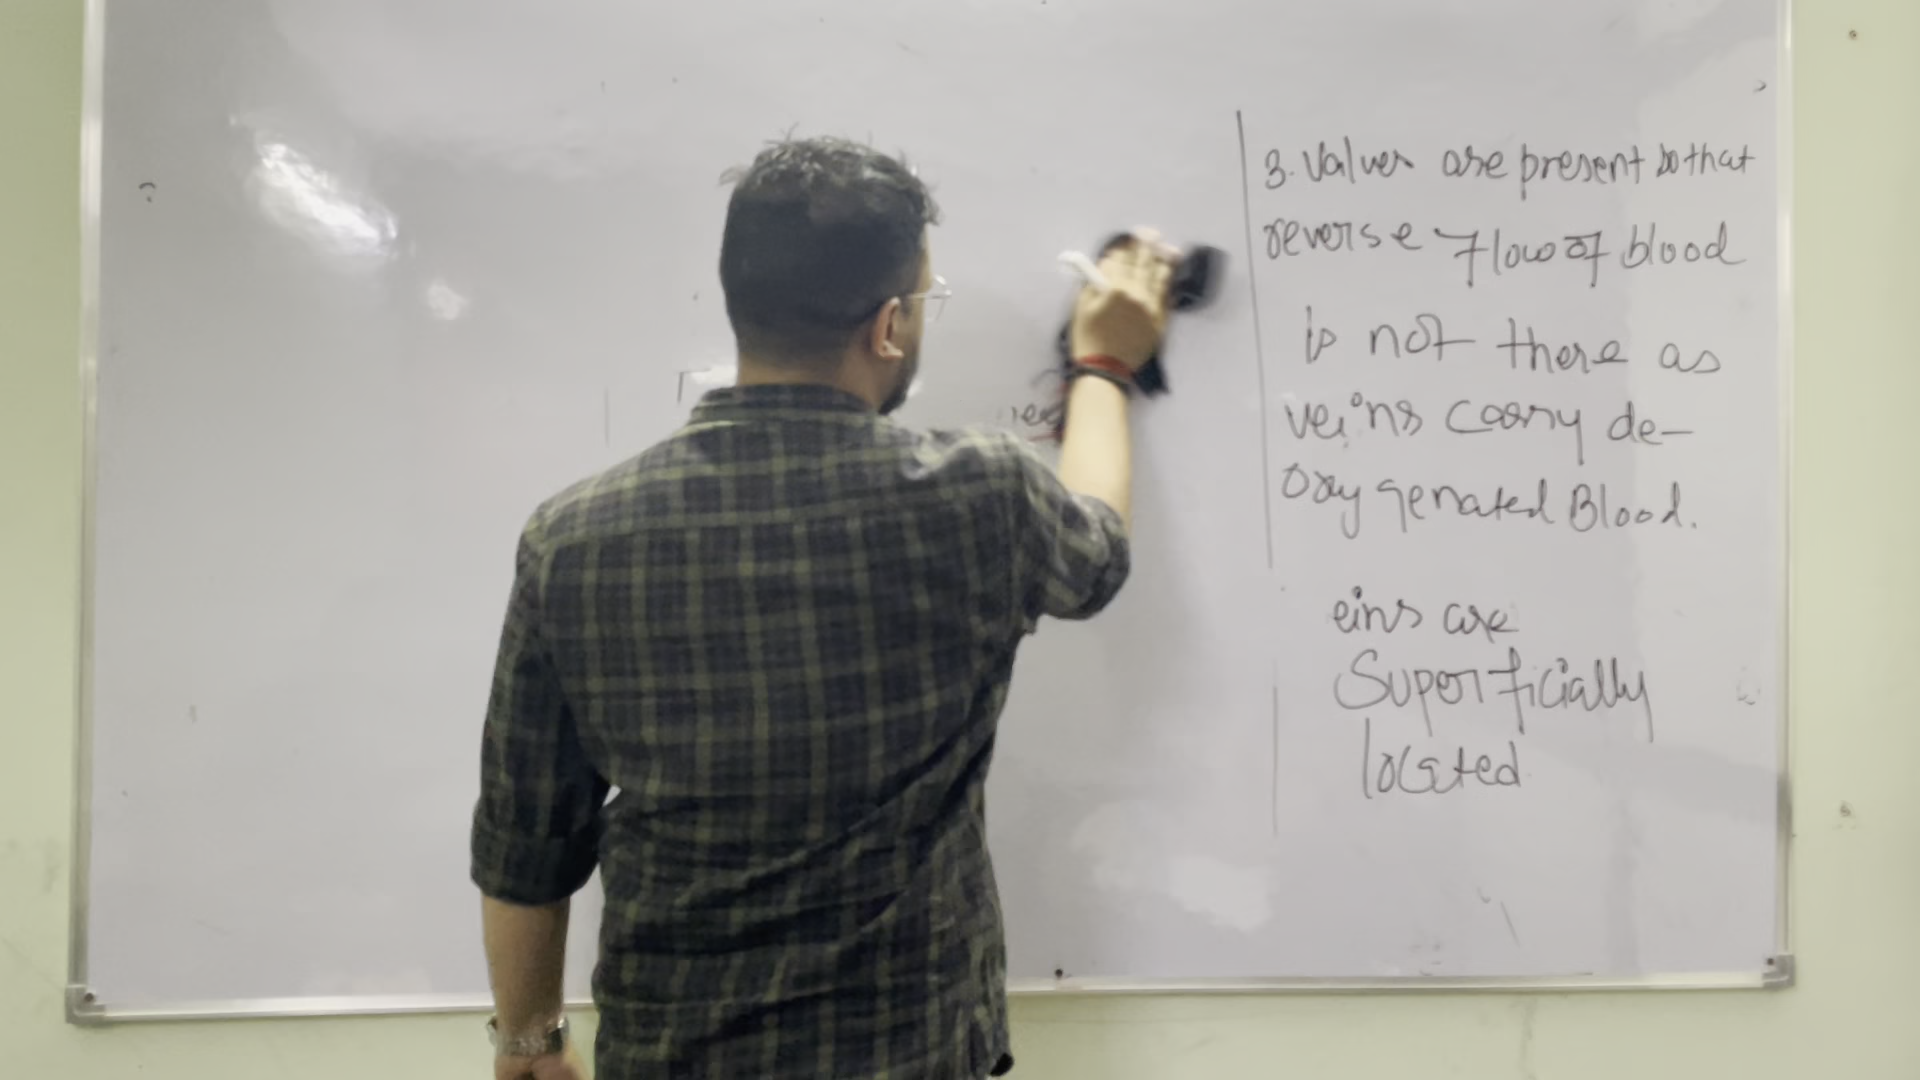 3. Valves are present so that
reverse flow of blood
is not there as
veins carry de-
oxygenated Blood.
eins are
Superficially
located